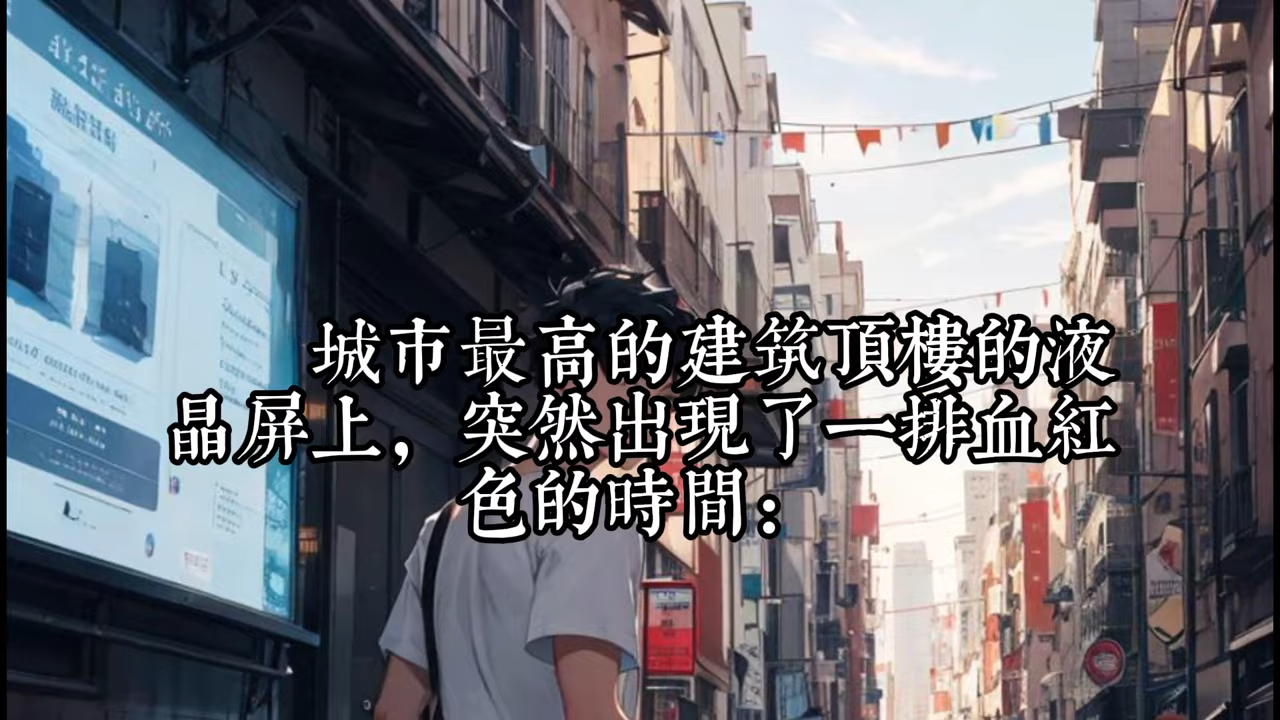 城市最高的建筑頂樓的液
晶屏上，突然出現了一排血紅
色的時間：